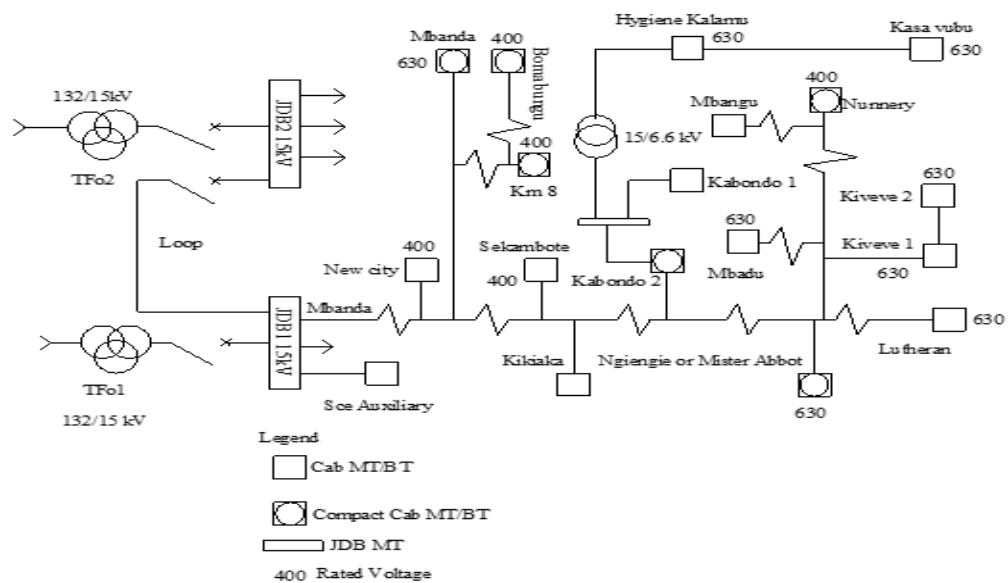 Hygiene Kalamu
Kasa vubu
630
630
Mbanda
630
400
Bomaburgu
132/15kV
TFo2
JDB2 15kV
400
Km 8
15/6.6 kV
Mbangu
400
Nunnery
Kabondo 1
630
Kiveve 2
630
Mbadu
Kiveve 1
630
Loop
400
New city
Sekambote
400
Kabondo 2
Mbanda
JDB1 15kV
TFo1
132/15 kV
Sce Auxiliary
Kikiaka
Ngiengie or Mister Abbot
630
630
Lutheran
Legend
Cab MT/BT
Compact Cab MT/BT
JDB MT
400 Rated Voltage